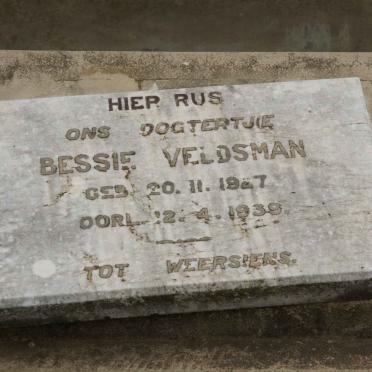 HIER RUS
ONS DOGTERTJIE
BESSIE VELDSMAN
GEB. 20. 11. 1927
OORL. 12. 4. 1939
TOT WEERSIENS.